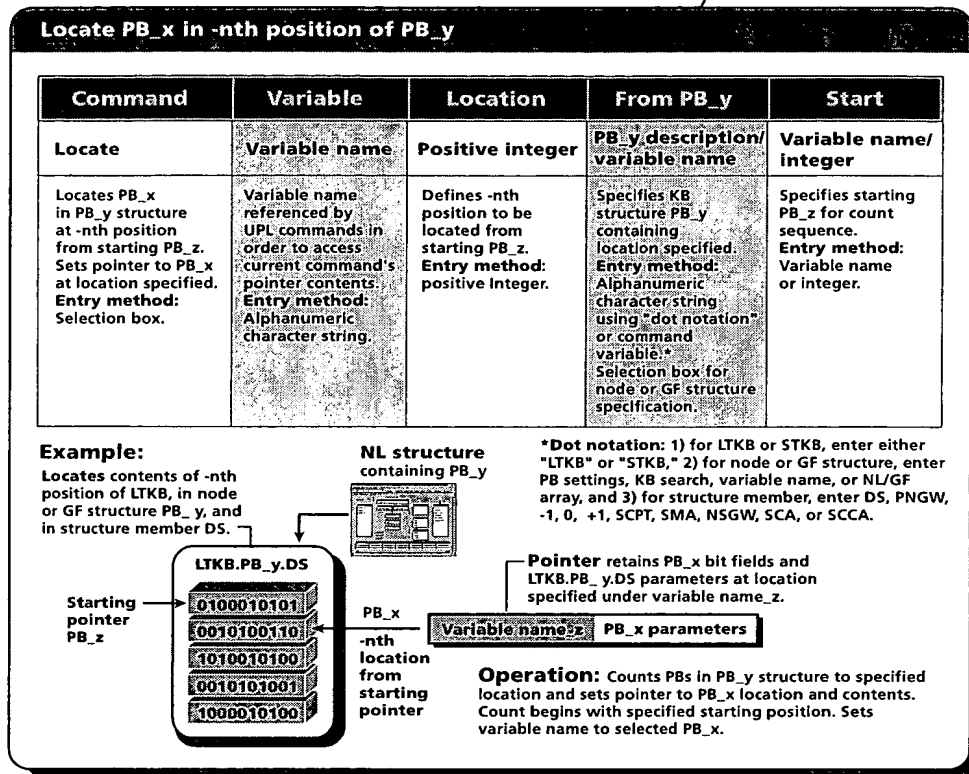 Locate PB_x in -nth position of PB_y
Command
Variable
Location
From PB_y
Start
Locate
Variable name
Positive integer
PB_y description/
variable name
Variable name/
integer
Locates PB_x
in PB_y structure
at -nth position
from starting PB_z.
Sets pointer to PB_x
at location specified.
Entry method:
Selection box.
Variable name
referenced by
UPL commands in
order to access
current command's
pointer contents.
Entry method:
Alphanumeric
character string.
Defines -nth
position to be
located from
starting PB_z.
Entry method:
positive Integer.
Specifies KB
structure PB_y
containing
location specified.
Entry method:
Alphanumeric
character string
using "dot notation"
or command
variable.*
Selection box for
node or GF structure
specification.
Specifies starting
PB_z for count
sequence.
Entry method:
Variable name
or integer.
Example:
Locates contents of -nth
position of LTKB, in node
or GF structure PB_ y, and
in structure member DS.
NL structure
containing PB_y
*Dot notation: 1) for LTKB or STKB, enter either
"LTKB" or "STKB," 2) for node or GF structure, enter
PB settings, KB search, variable name, or NL/GF
array, and 3) for structure member, enter DS, PNGW,
-1, 0, +1, SCPT, SMA, NSGW, SCA, or SCCA.
LTKB.PB_y.DS
Starting
pointer
PB_z
0100010101
0010100110
1010010100
0010101001
1000010100
PB_x
-nth
location
from
starting
pointer
Pointer retains PB_x bit fields and
LTKB.PB_ y.DS parameters at location
specified under variable name_z.
Variable name_z
PB_x parameters
Operation: Counts PBs in PB_y structure to specified
location and sets pointer to PB_x location and contents.
Count begins with specified starting position. Sets
variable name to selected PB_x.